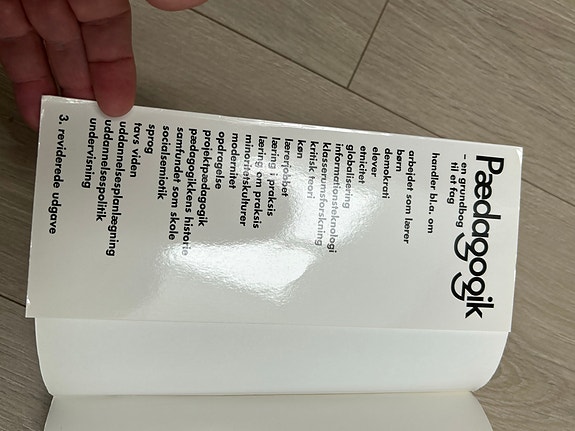 Pædagogik
– en grundbog
til et fag
handler bl.a. om
arbejdet som lærer
børn
demokrati
elever
etnicitet
globalisering
informationsteknologi
klasserumsforskning
kritisk teori
køn
lærerjobbet
læring i praksis
læring om praksis
minoritetskulturer
modernitet
opdragelse
projektpædagogik
pædagogikkens historie
samfundet som skole
socialsemiotik
sprog
tavs viden
uddannelsesplanlægning
uddannelsespolitik
undervisning
3. reviderede udgave